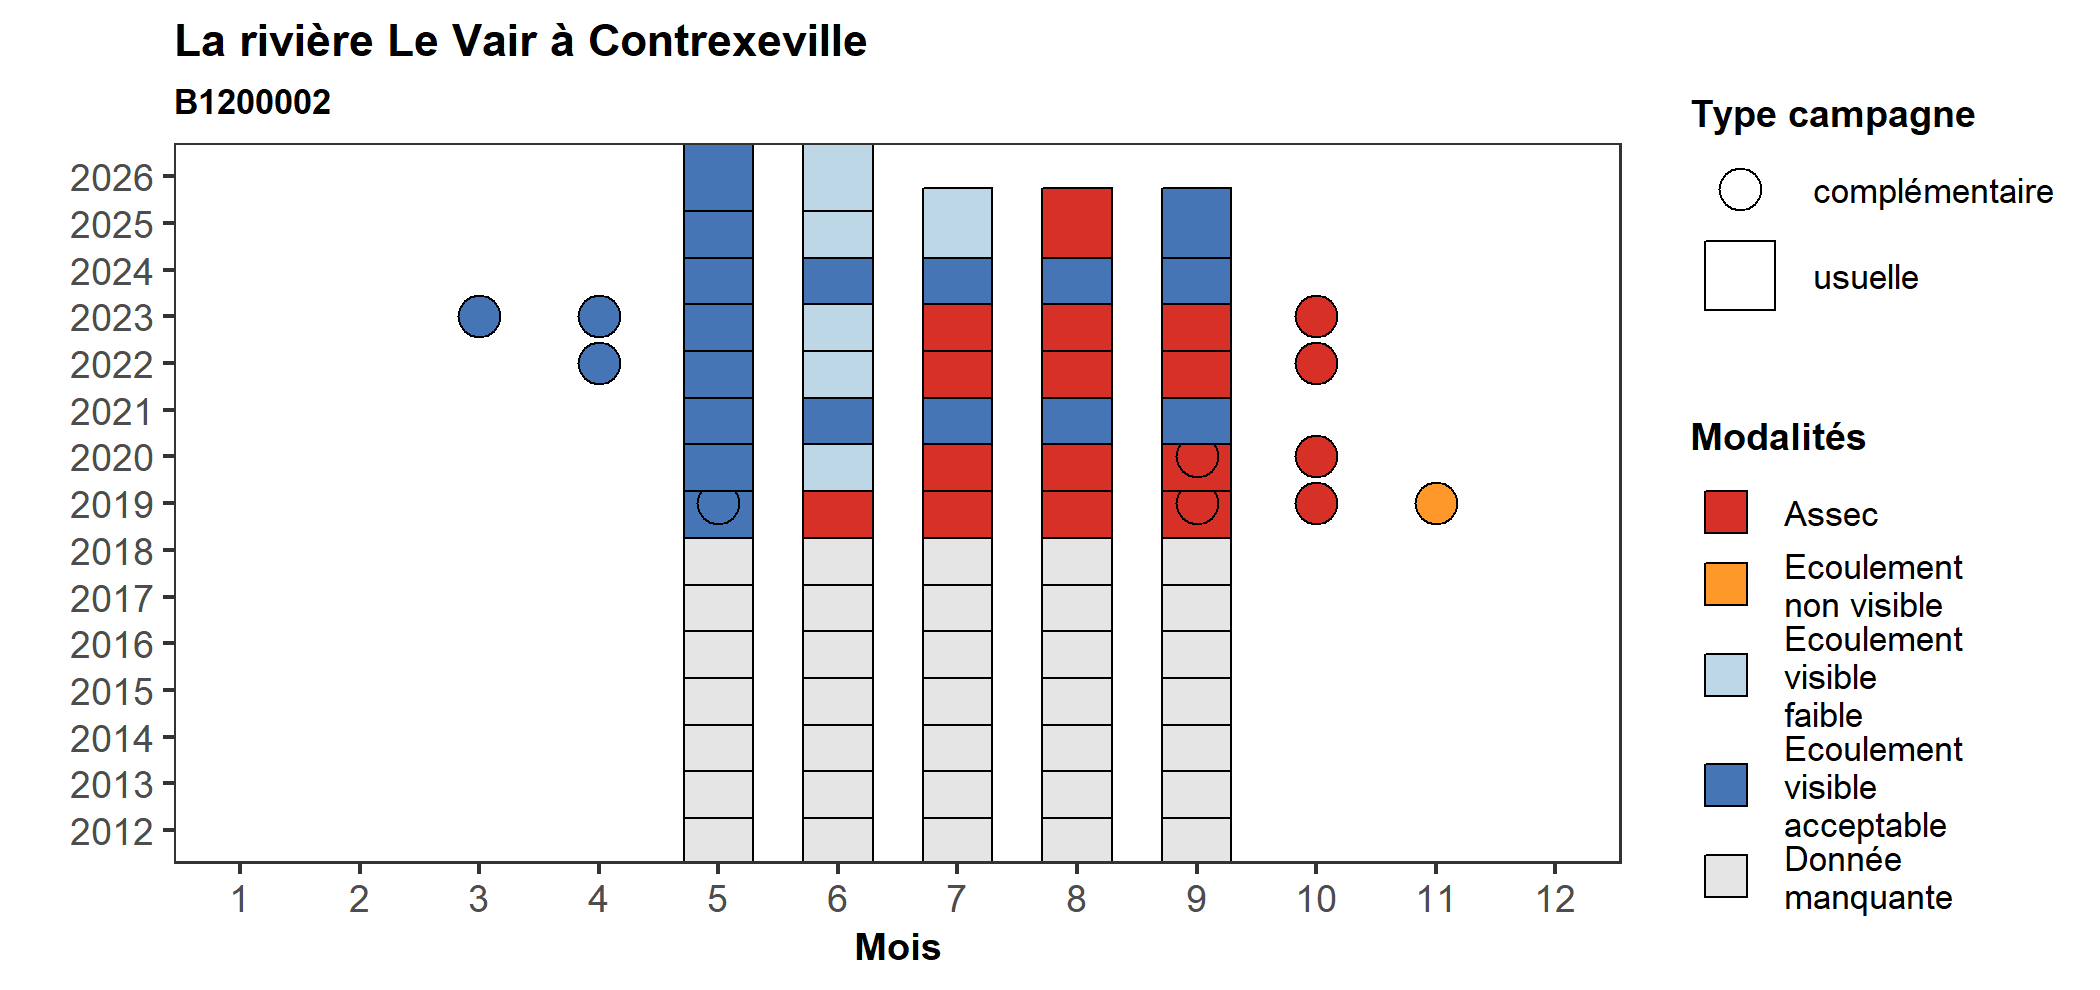 La rivière Le Vair à Contrexeville
B1200002
2026
2025
2024
2023
2022
2021
2020
2019
2018
2017
2016
2015
2014
2013
2012
1 2 3 4 5 6 7 8 9 10 11 12
Mois
Type campagne
complémentaire
usuelle
Modalités
Assec
Ecoulement
non visible
Ecoulement
visible
faible
Ecoulement
visible
acceptable
Donnée
manquante